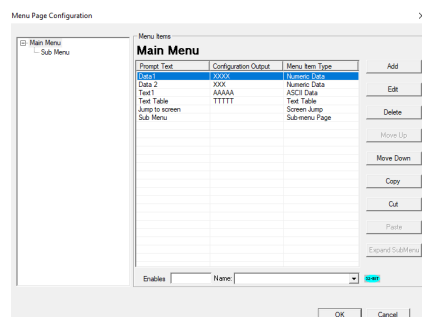 Menu Page Configuration
Main Menu
Sub Menu
Menu Items
Main Menu
Prompt Text Configuration Output Menu Item Type
Data1 XXXX Numeric Data
Data 2 XXX Numeric Data
Text1 AAAAA ASCII Data
Text Table TTTTT Text Table
Jump to screen Screen Jump
Sub Menu Sub-menu Page
Add
Edit
Delete
Move Up
Move Down
Copy
Cut
Paste
Expand SubMenu
Enables Name: 32-BIT
OK Cancel